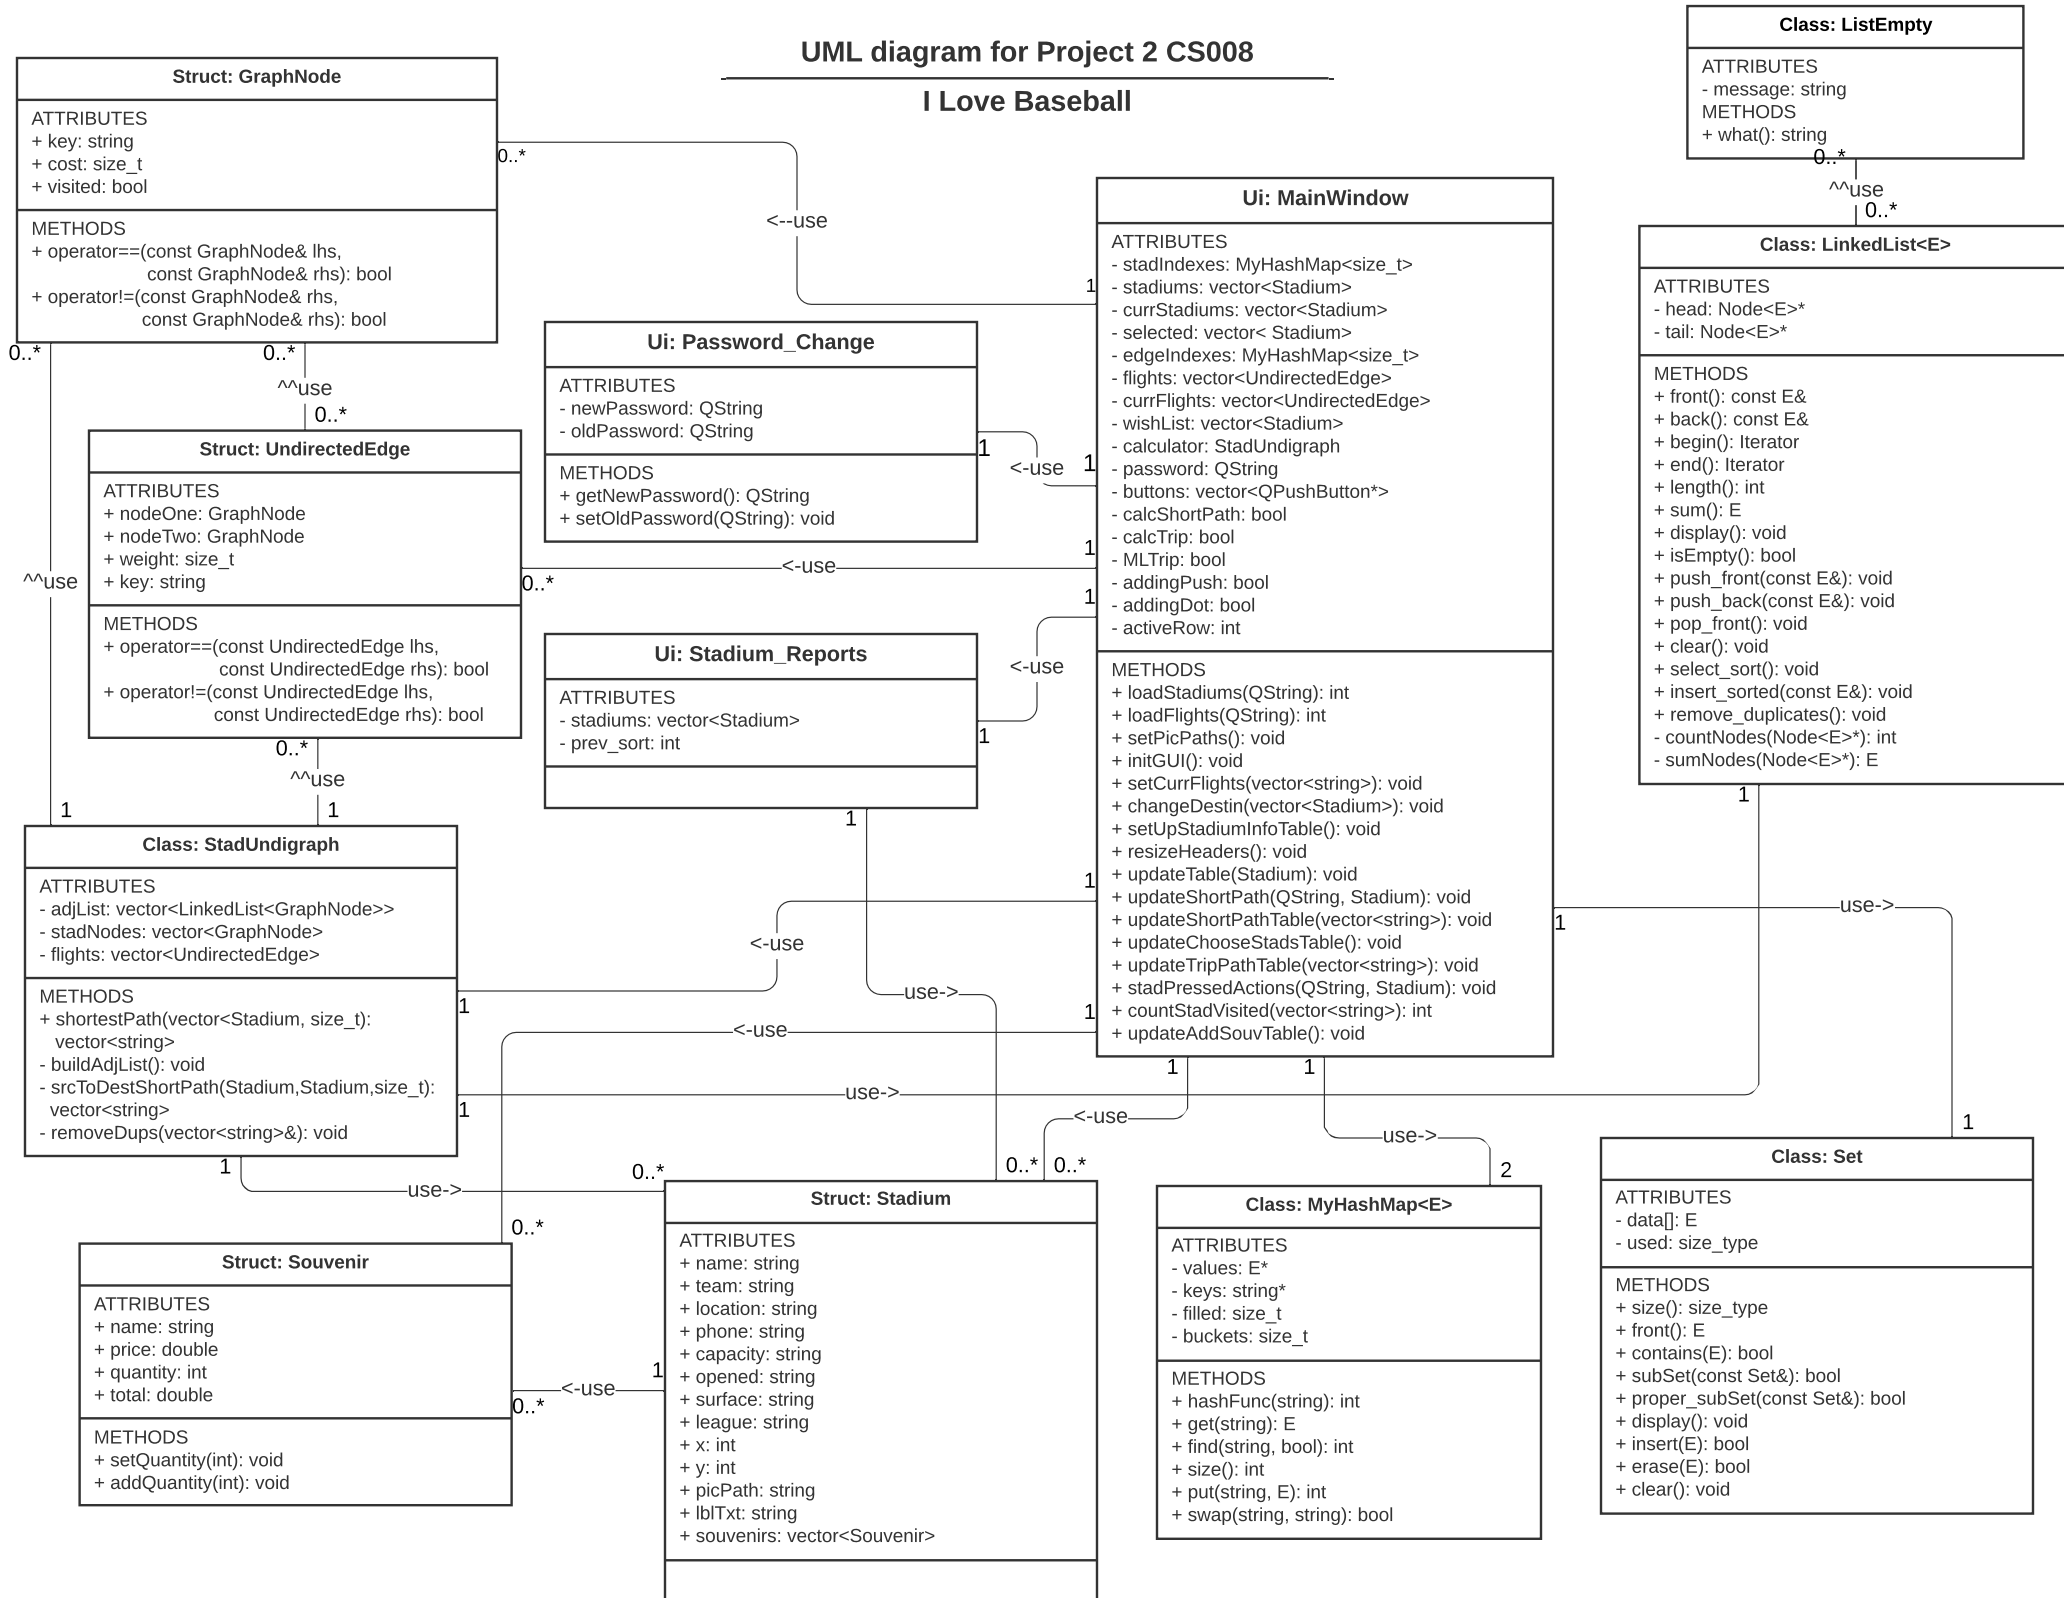 UML diagram for Project 2 CS008
I Love Baseball
Struct: GraphNode
ATTRIBUTES
+ key: string
+ cost: size_t
+ visited: bool
METHODS
+ operator==(const GraphNode& lhs,
const GraphNode& rhs): bool
+ operator!=(const GraphNode& rhs,
const GraphNode& rhs): bool
0..*
<--use
1
0..*
0..*
^^use
0..*
^^use
Struct: UndirectedEdge
ATTRIBUTES
+ nodeOne: GraphNode
+ nodeTwo: GraphNode
+ weight: size_t
+ key: string
METHODS
+ operator==(const UndirectedEdge lhs,
const UndirectedEdge rhs): bool
+ operator!=(const UndirectedEdge lhs,
const UndirectedEdge rhs): bool
0..*
<-use
1
0..*
^^use
1
1
Class: StadUndigraph
ATTRIBUTES
- adjList: vector<LinkedList<GraphNode>>
- stadNodes: vector<GraphNode>
- flights: vector<UndirectedEdge>
METHODS
+ shortestPath(vector<Stadium, size_t):
vector<string>
- buildAdjList(): void
- srcToDestShortPath(Stadium,Stadium,size_t):
vector<string>
- removeDups(vector<string>&): void
1
<-use
1
1
use->
1
1
use->
0..*
Ui: Password_Change
ATTRIBUTES
- newPassword: QString
- oldPassword: QString
METHODS
+ getNewPassword(): QString
+ setOldPassword(QString): void
1
<-use
1
Ui: Stadium_Reports
ATTRIBUTES
- stadiums: vector<Stadium>
- prev_sort: int
1
<-use
1
1
use->
0..*
Ui: MainWindow
ATTRIBUTES
- stadIndexes: MyHashMap<size_t>
- stadiums: vector<Stadium>
- currStadiums: vector<Stadium>
- selected: vector< Stadium>
- edgeIndexes: MyHashMap<size_t>
- flights: vector<UndirectedEdge>
- currFlights: vector<UndirectedEdge>
- wishList: vector<Stadium>
- calculator: StadUndigraph
- password: QString
- buttons: vector<QPushButton*>
- calcShortPath: bool
- calcTrip: bool
- MLTrip: bool
- addingPush: bool
- addingDot: bool
- activeRow: int
METHODS
+ loadStadiums(QString): int
+ loadFlights(QString): int
+ setPicPaths(): void
+ initGUI(): void
+ setCurrFlights(vector<string>): void
+ changeDestin(vector<Stadium>): void
+ setUpStadiumInfoTable(): void
+ resizeHeaders(): void
+ updateTable(Stadium): void
+ updateShortPath(QString, Stadium): void
+ updateShortPathTable(vector<string>): void
+ updateChooseStadsTable(): void
+ updateTripPathTable(vector<string>): void
+ stadPressedActions(QString, Stadium): void
+ countStadVisited(vector<string>): int
+ updateAddSouvTable(): void
1
<-use
0..*
1
<-use
0..*
1
use->
2
1
use->
1
Class: ListEmpty
ATTRIBUTES
- message: string
METHODS
+ what(): string
0..*
^^use
0..*
Class: LinkedList<E>
ATTRIBUTES
- head: Node<E>*
- tail: Node<E>*
METHODS
+ front(): const E&
+ back(): const E&
+ begin(): Iterator
+ end(): Iterator
+ length(): int
+ sum(): E
+ display(): void
+ isEmpty(): bool
+ push_front(const E&): void
+ push_back(const E&): void
+ pop_front(): void
+ clear(): void
+ select_sort(): void
+ insert_sorted(const E&): void
+ remove_duplicates(): void
- countNodes(Node<E>*): int
- sumNodes(Node<E>*): E
Struct: Souvenir
ATTRIBUTES
+ name: string
+ price: double
+ quantity: int
+ total: double
METHODS
+ setQuantity(int): void
+ addQuantity(int): void
0..*
<-use
1
Struct: Stadium
ATTRIBUTES
+ name: string
+ team: string
+ location: string
+ phone: string
+ capacity: string
+ opened: string
+ surface: string
+ league: string
+ x: int
+ y: int
+ picPath: string
+ lblTxt: string
+ souvenirs: vector<Souvenir>
Class: MyHashMap<E>
ATTRIBUTES
- values: E*
- keys: string*
- filled: size_t
- buckets: size_t
METHODS
+ hashFunc(string): int
+ get(string): E
+ find(string, bool): int
+ size(): int
+ put(string, E): int
+ swap(string, string): bool
Class: Set
ATTRIBUTES
- data[]: E
- used: size_type
METHODS
+ size(): size_type
+ front(): E
+ contains(E): bool
+ subSet(const Set&): bool
+ proper_subSet(const Set&): bool
+ display(): void
+ insert(E): bool
+ erase(E): bool
+ clear(): void